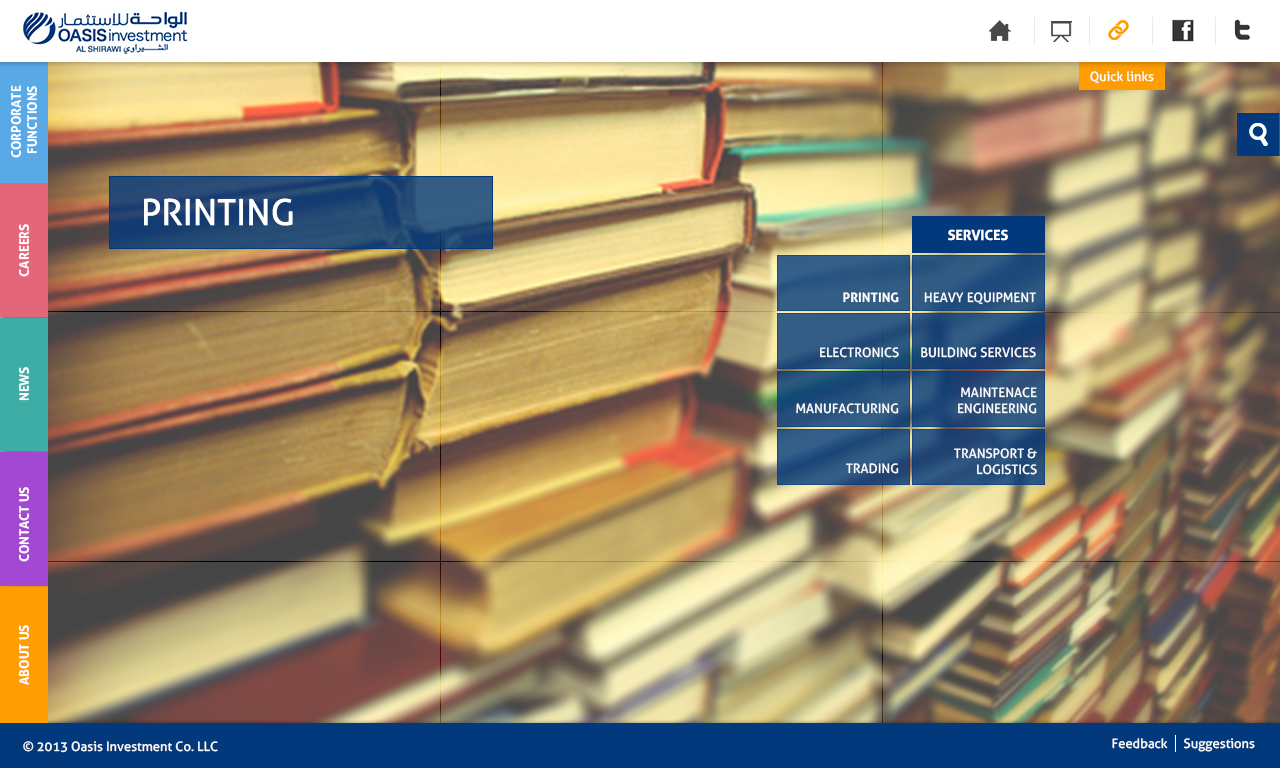 الواحة للاستثمار
OASIS investment
AL SHIRAWI الشيراوي
Quick links
CORPORATE
FUNCTIONS
CAREERS
NEWS
CONTACT US
ABOUT US
PRINTING
SERVICES
PRINTING
HEAVY EQUIPMENT
ELECTRONICS
BUILDING SERVICES
MANUFACTURING
MAINTENACE
ENGINEERING
TRADING
TRANSPORT &
LOGISTICS
© 2013 Oasis Investment Co. LLC
Feedback
Suggestions